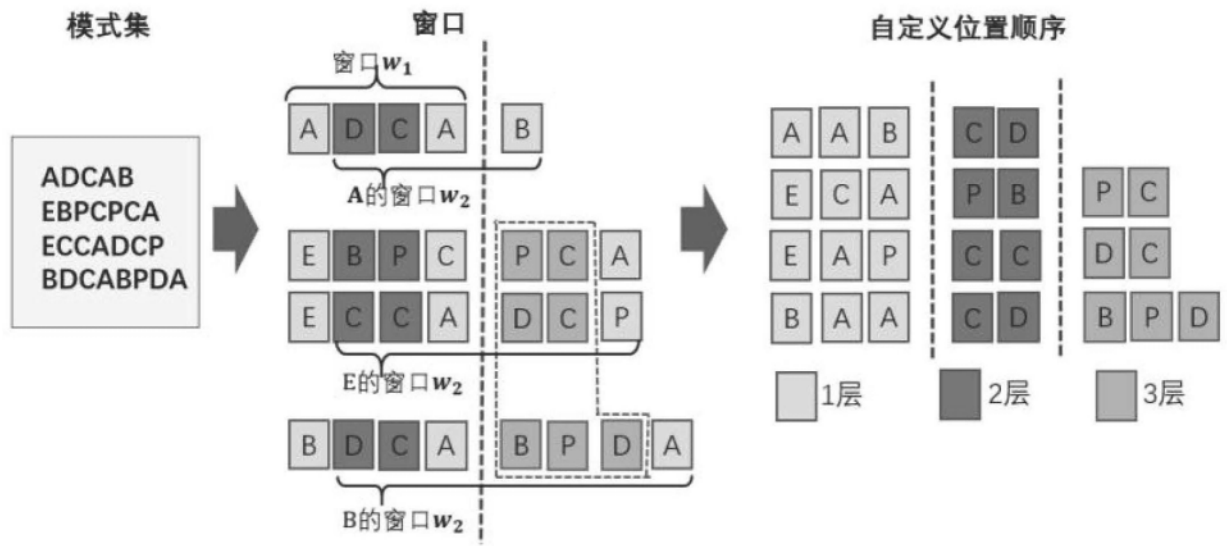 模式集
窗口
自定义位置顺序
ADCAB
EBPCPCA
ECCADCP
BDCABPDA
窗口w₁
A D C A B
A的窗口w₂
E B P C P C A
E C C A D C P
E的窗口w₂
B D C A B P D A
B的窗口w₂
A A B C D
E C A P B P C
E A P C C D C
B A A C D B P D
1层 2层 3层